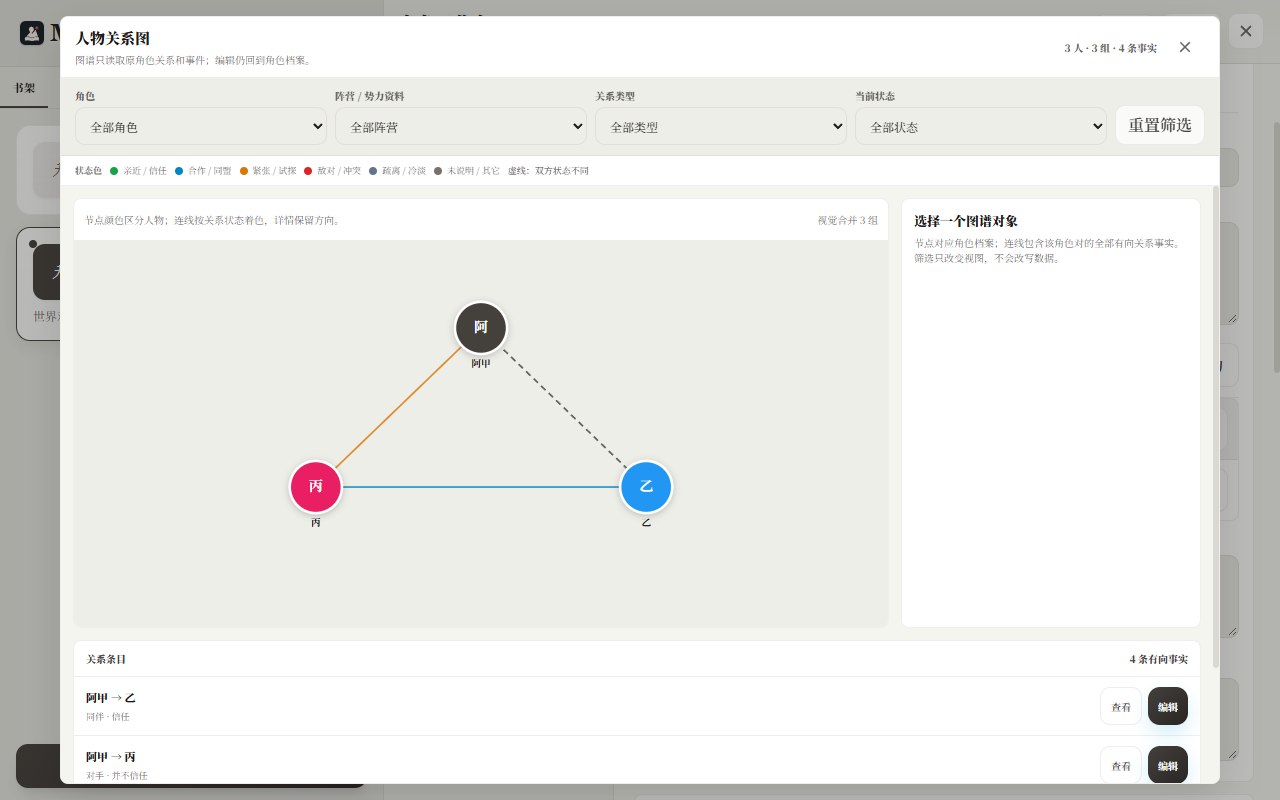 书架
人物关系图
图谱只读取原角色关系和事件；编辑仍回到角色档案。
3 人 · 3 组 · 4 条事实
角色
阵营 / 势力资料
关系类型
当前状态
全部角色
全部阵营
全部类型
全部状态
重置筛选
状态色 亲近 / 信任 合作 / 同盟 紧张 / 试探 敌对 / 冲突 疏离 / 冷淡 未说明 / 其它 虚线：双方状态不同
节点颜色区分人物；连线按关系状态着色，详情保留方向。
视觉合并 3 组
阿
阿甲
丙
丙
乙
乙
选择一个图谱对象
节点对应角色档案；连线包含该角色对的全部有向关系事实。
筛选只改变视图，不会改写数据。
关系条目
4 条有向事实
阿甲 → 乙
同伴 · 信任
查看
编辑
阿甲 → 丙
对手 · 并不信任
查看
编辑